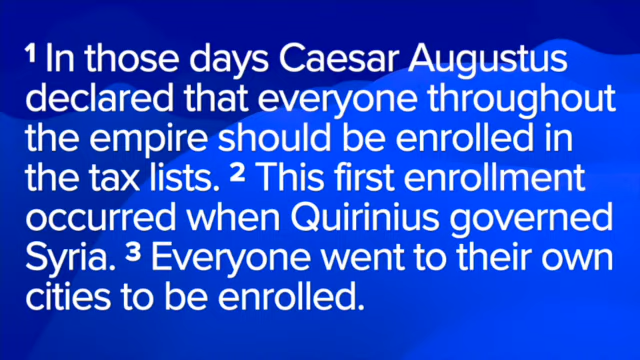 ¹ In those days Caesar Augustus
declared that everyone throughout
the empire should be enrolled in
the tax lists. ² This first enrollment
occurred when Quirinius governed
Syria. ³ Everyone went to their own
cities to be enrolled.